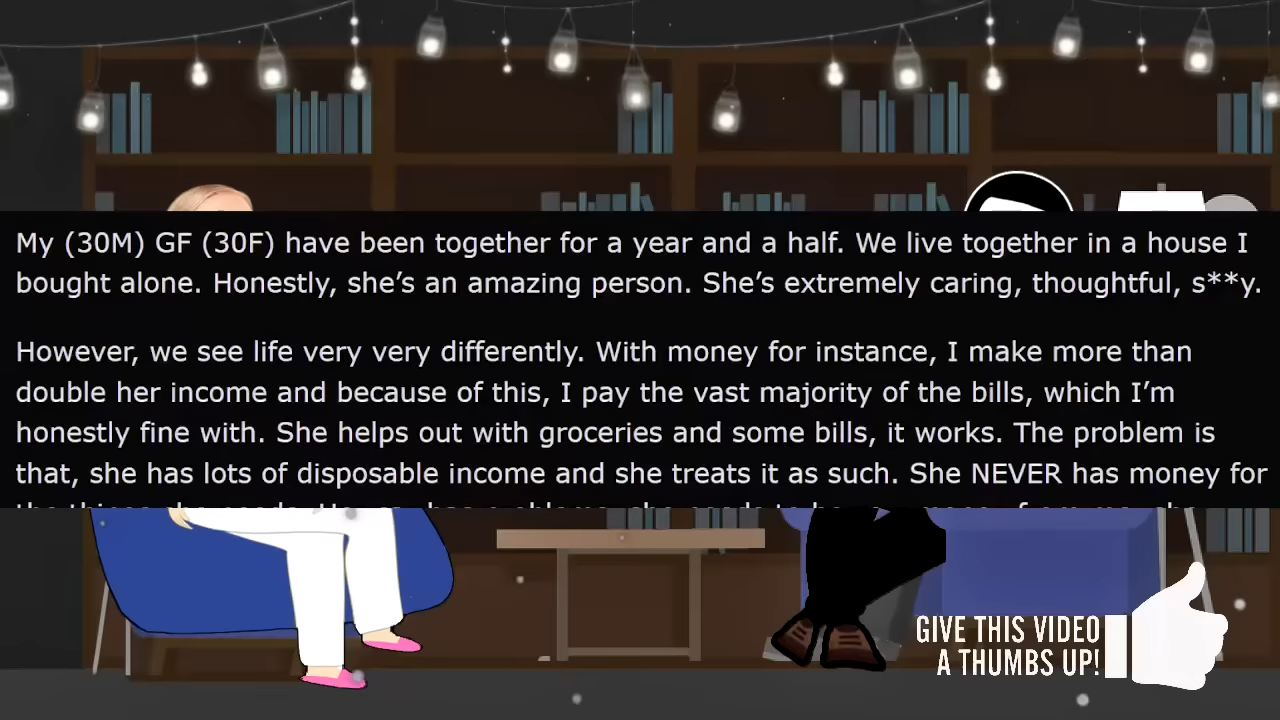 My (30M) GF (30F) have been together for a year and a half. We live together in a house I
bought alone. Honestly, she’s an amazing person. She’s extremely caring, thoughtful, s**y.
However, we see life very very differently. With money for instance, I make more than
double her income and because of this, I pay the vast majority of the bills, which I’m
honestly fine with. She helps out with groceries and some bills, it works. The problem is
that, she has lots of disposable income and she treats it as such. She NEVER has money for
GIVE THIS VIDEO
A THUMBS UP!